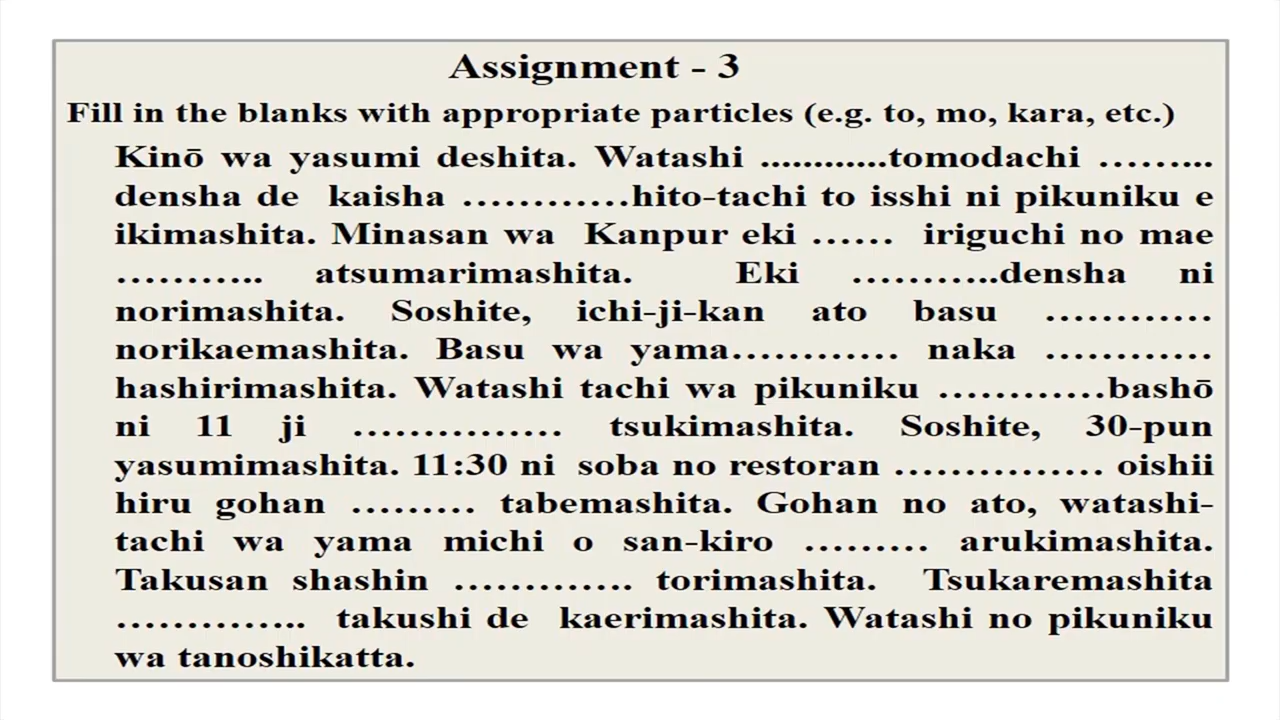 Assignment - 3
Fill in the blanks with appropriate particles (e.g. to, mo, kara, etc.)
Kinō wa yasumi deshita. Watashi ............tomodachi ……...
densha de kaisha …………hito-tachi to isshi ni pikuniku e
ikimashita. Minasan wa Kanpur eki …… iriguchi no mae
……….. atsumarimashita. Eki ………..densha ni
norimashita. Soshite, ichi-ji-kan ato basu …………
norikaemashita. Basu wa yama………… naka …………
hashirimashita. Watashi tachi wa pikuniku …………bashō
ni 11 ji …………… tsukimashita. Soshite, 30-pun
yasumimashita. 11:30 ni soba no restoran …………… oishii
hiru gohan ……… tabemashita. Gohan no ato, watashi-
tachi wa yama michi o san-kiro ……… arukimashita.
Takusan shashin …………. torimashita. Tsukaremashita
………….. takushi de kaerimashita. Watashi no pikuniku
wa tanoshikatta.